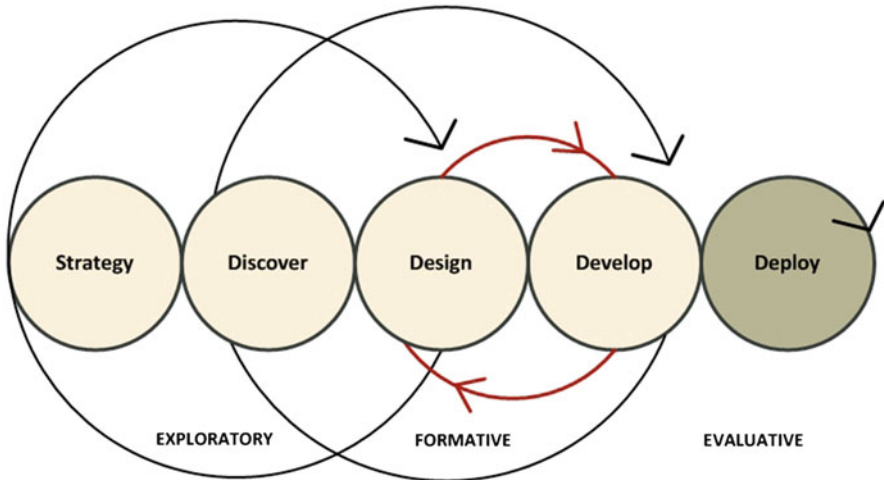 Strategy
Discover
Design
Develop
Deploy
EXPLORATORY
FORMATIVE
EVALUATIVE